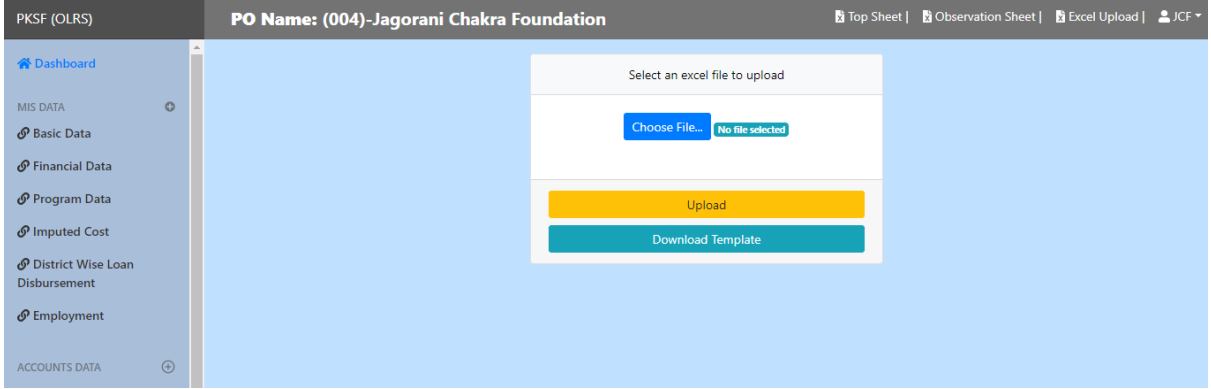 PKSF (OLRS)
PO Name: (004)-Jagorani Chakra Foundation
Top Sheet | Observation Sheet | Excel Upload | JCF
Dashboard
MIS DATA
Basic Data
Financial Data
Program Data
Imputed Cost
District Wise Loan
Disbursement
Employment
ACCOUNTS DATA
Select an excel file to upload
Choose File... No file selected
Upload
Download Template